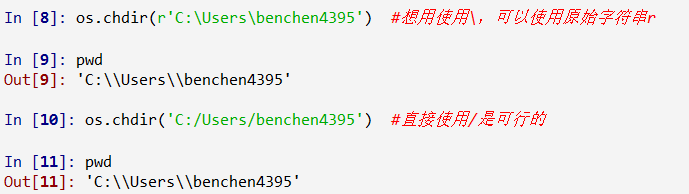 In [8]: os.chdir(r'C:\Users\benchen4395')  #想用使用\，可以使用原始字符串r
In [9]: pwd
Out[9]: 'C:\\Users\\benchen4395'
In [10]: os.chdir('C:/Users/benchen4395')  #直接使用/是可行的
In [11]: pwd
Out[11]: 'C:\\Users\\benchen4395'